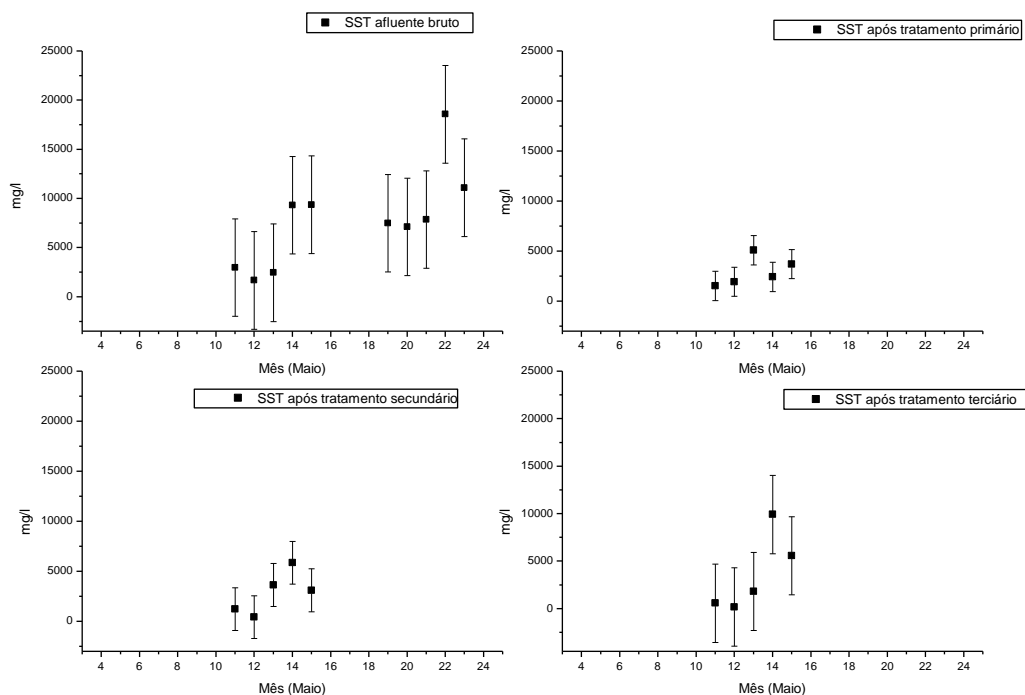 SST afluente bruto
25000
20000
15000
10000
5000
0
mg/l
4 6 8 10 12 14 16 18 20 22 24
Mês (Maio)
SST após tratamento primário
25000
20000
15000
10000
5000
0
mg/l
4 6 8 10 12 14 16 18 20 22 24
Mês (Maio)
SST após tratamento secundário
25000
20000
15000
10000
5000
0
mg/l
4 6 8 10 12 14 16 18 20 22 24
Mês (Maio)
SST após tratamento terciário
25000
20000
15000
10000
5000
0
mg/l
4 6 8 10 12 14 16 18 20 22 24
Mês (Maio)